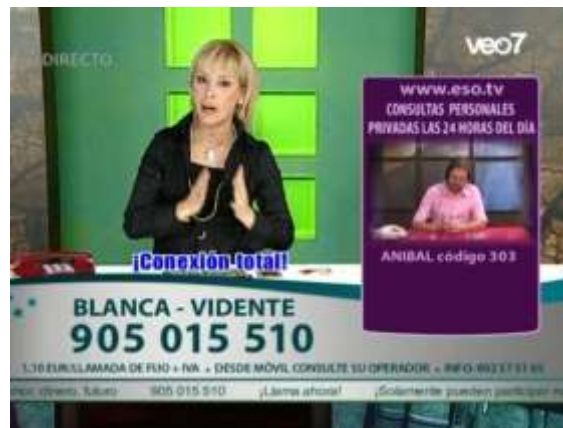 DIRECTO
veo7
www.eso.tv
CONSULTAS PERSONALES
PRIVADAS LAS 24 HORAS DEL DÍA
ANIBAL código 303
¡Conexión total!
BLANCA - VIDENTE
905 015 510
1,10 EUR/LLAMADA DE FIJO + IVA + DESDE MÓVIL CONSULTE SU OPERADOR + INFO:
dinero, futuro 905 015 510 ¡Llama ahora! ¡Solamente pueden participar